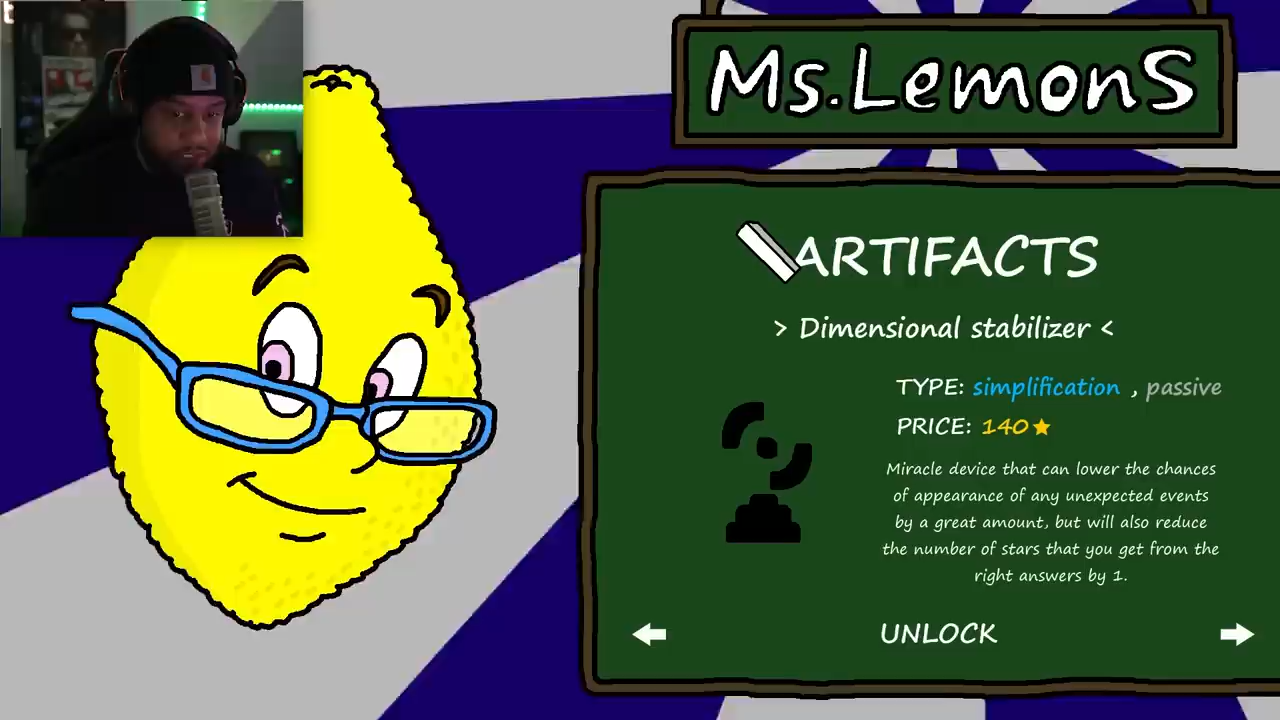 Ms.LemonS
ARTIFACTS
> Dimensional stabilizer <
TYPE: simplification , passive
PRICE: 140★
Miracle device that can lower the chances
of appearance of any unexpected events
by a great amount, but will also reduce
the number of stars that you get from the
right answers by 1.
UNLOCK